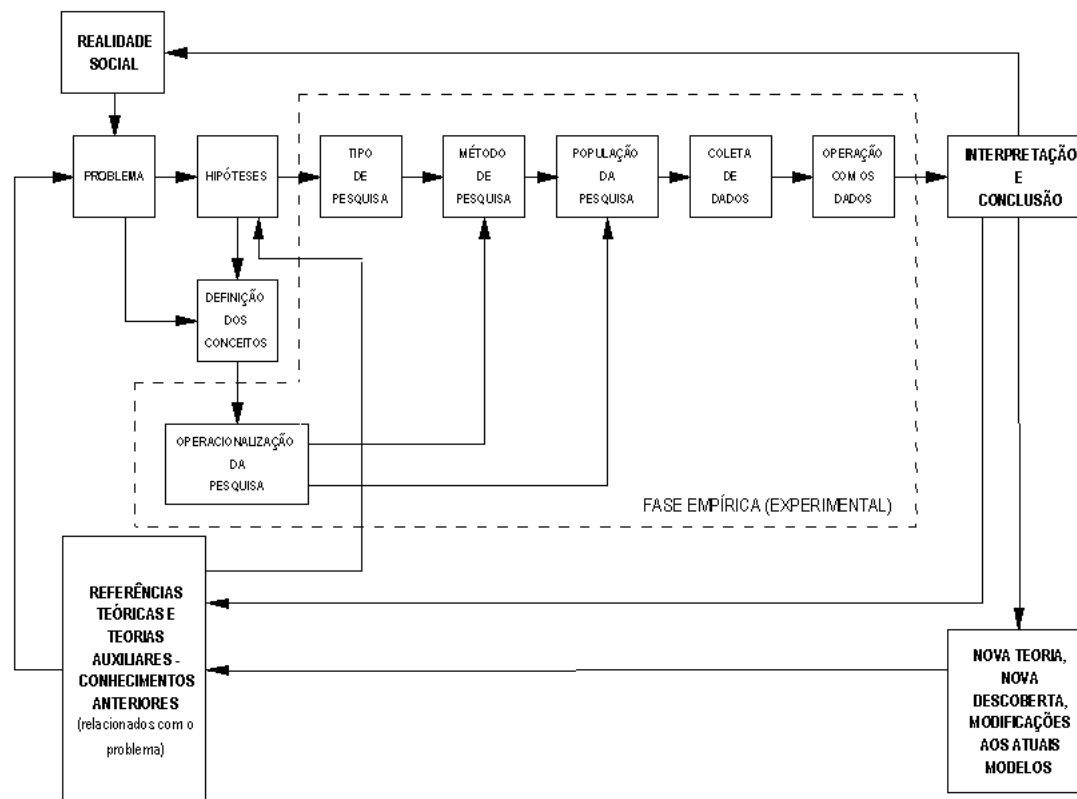 REALIDADE
SOCIAL
PROBLEMA
HIPÓTESES
TIPO
DE
PESQUISA
MÉTODO
DE
PESQUISA
POPULAÇÃO
DA
PESQUISA
COLETA
DE
DADOS
OPERAÇÃO
COM OS
DADOS
INTERPRETAÇÃO
E
CONCLUSÃO
DEFINIÇÃO
DOS
CONCEITOS
OPERACIONALIZAÇÃO
DA
PESQUISA
FASE EMPÍRICA (EXPERIMENTAL)
REFERÊNCIAS
TEÓRICAS E
TEORIAS
AUXILIARES -
CONHECIMENTOS
ANTERIORES
(relacionados com o
problema)
NOVA TEORIA,
NOVA
DESCOBERTA,
MODIFICAÇÕES
AOS ATUAIS
MODELOS